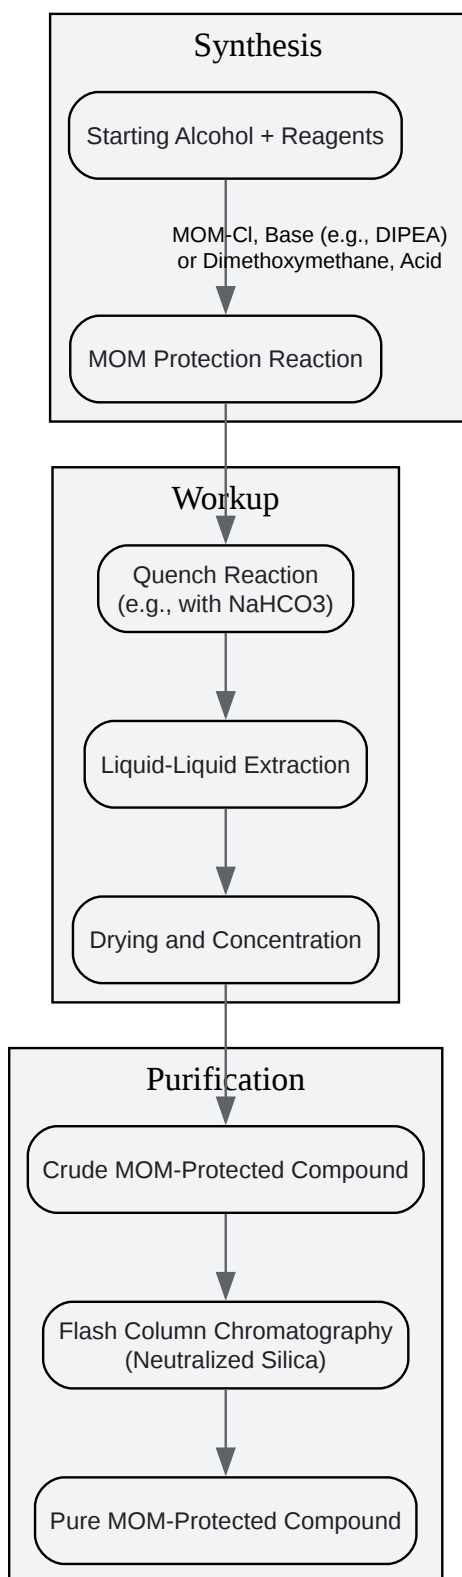 Synthesis
Starting Alcohol + Reagents
MOM-Cl, Base (e.g., DIPEA)
or Dimethoxymethane, Acid
MOM Protection Reaction
Workup
Quench Reaction
(e.g., with NaHCO3)
Liquid-Liquid Extraction
Drying and Concentration
Purification
Crude MOM-Protected Compound
Flash Column Chromatography
(Neutralized Silica)
Pure MOM-Protected Compound